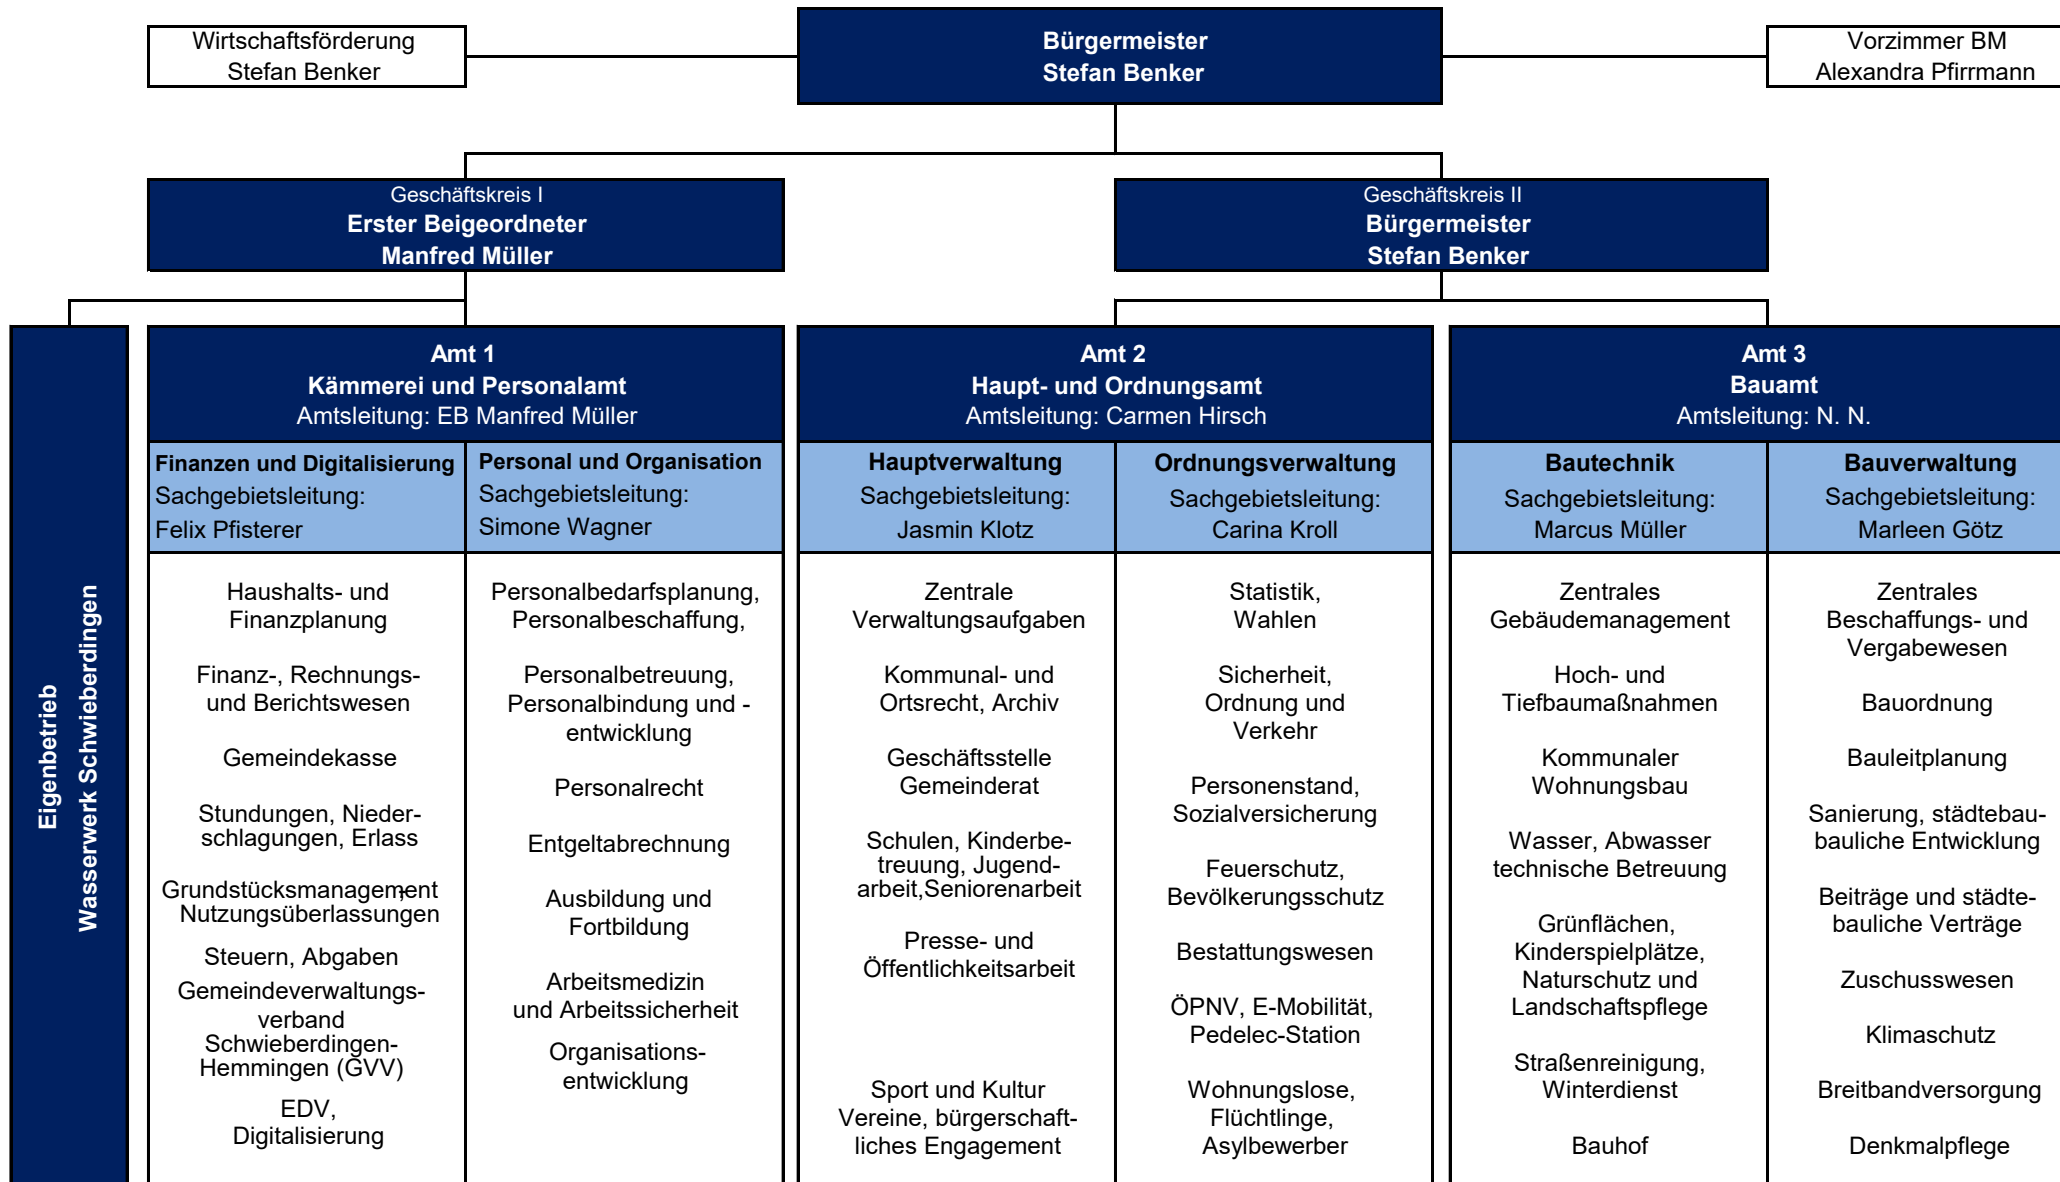 Wirtschaftsförderung
Stefan Benker
Bürgermeister
Stefan Benker
Vorzimmer BM
Alexandra Pfirrmann
Geschäftskreis I
Erster Beigeordneter
Manfred Müller
Geschäftskreis II
Bürgermeister
Stefan Benker
Eigenbetrieb
Wasserwerk Schwieberdingen
Amt 1
Kämmerei und Personalamt
Amtsleitung: EB Manfred Müller
Finanzen und Digitalisierung
Sachgebietsleitung:
Felix Pfisterer
Haushalts- und
Finanzplanung
Finanz-, Rechnungs-
und Berichtswesen
Gemeindekasse
Stundungen, Nieder-
schlagungen, Erlass
Grundstücksmanagement,
Nutzungsüberlassungen
Steuern, Abgaben
Gemeindeverwaltungs-
verband
Schwieberdingen-
Hemmingen (GVV)
EDV,
Digitalisierung
Personal und Organisation
Sachgebietsleitung:
Simone Wagner
Personalbedarfsplanung,
Personalbeschaffung,
Personalbetreuung,
Personalbindung und -
entwicklung
Personalrecht
Entgeltabrechnung
Ausbildung und
Fortbildung
Arbeitsmedizin
und Arbeitssicherheit
Organisations-
entwicklung
Amt 2
Haupt- und Ordnungsamt
Amtsleitung: Carmen Hirsch
Hauptverwaltung
Sachgebietsleitung:
Jasmin Klotz
Zentrale
Verwaltungsaufgaben
Kommunal- und
Ortsrecht, Archiv
Geschäftsstelle
Gemeinderat
Schulen, Kinderbe-
treuung, Jugend-
arbeit,Seniorenarbeit
Presse- und
Öffentlichkeitsarbeit
Sport und Kultur
Vereine, bürgerschaft-
liches Engagement
Ordnungsverwaltung
Sachgebietsleitung:
Carina Kroll
Statistik,
Wahlen
Sicherheit,
Ordnung und
Verkehr
Personenstand,
Sozialversicherung
Feuerschutz,
Bevölkerungsschutz
Bestattungswesen
ÖPNV, E-Mobilität,
Pedelec-Station
Wohnungslose,
Flüchtlinge,
Asylbewerber
Amt 3
Bauamt
Amtsleitung: N. N.
Bautechnik
Sachgebietsleitung:
Marcus Müller
Zentrales
Gebäudemanagement
Hoch- und
Tiefbaumaßnahmen
Kommunaler
Wohnungsbau
Wasser, Abwasser
technische Betreuung
Grünflächen,
Kinderspielplätze,
Naturschutz und
Landschaftspflege
Straßenreinigung,
Winterdienst
Bauhof
Bauverwaltung
Sachgebietsleitung:
Marleen Götz
Zentrales
Beschaffungs- und
Vergabewesen
Bauordnung
Bauleitplanung
Sanierung, städtebau-
bauliche Entwicklung
Beiträge und städte-
bauliche Verträge
Zuschusswesen
Klimaschutz
Breitbandversorgung
Denkmalpflege